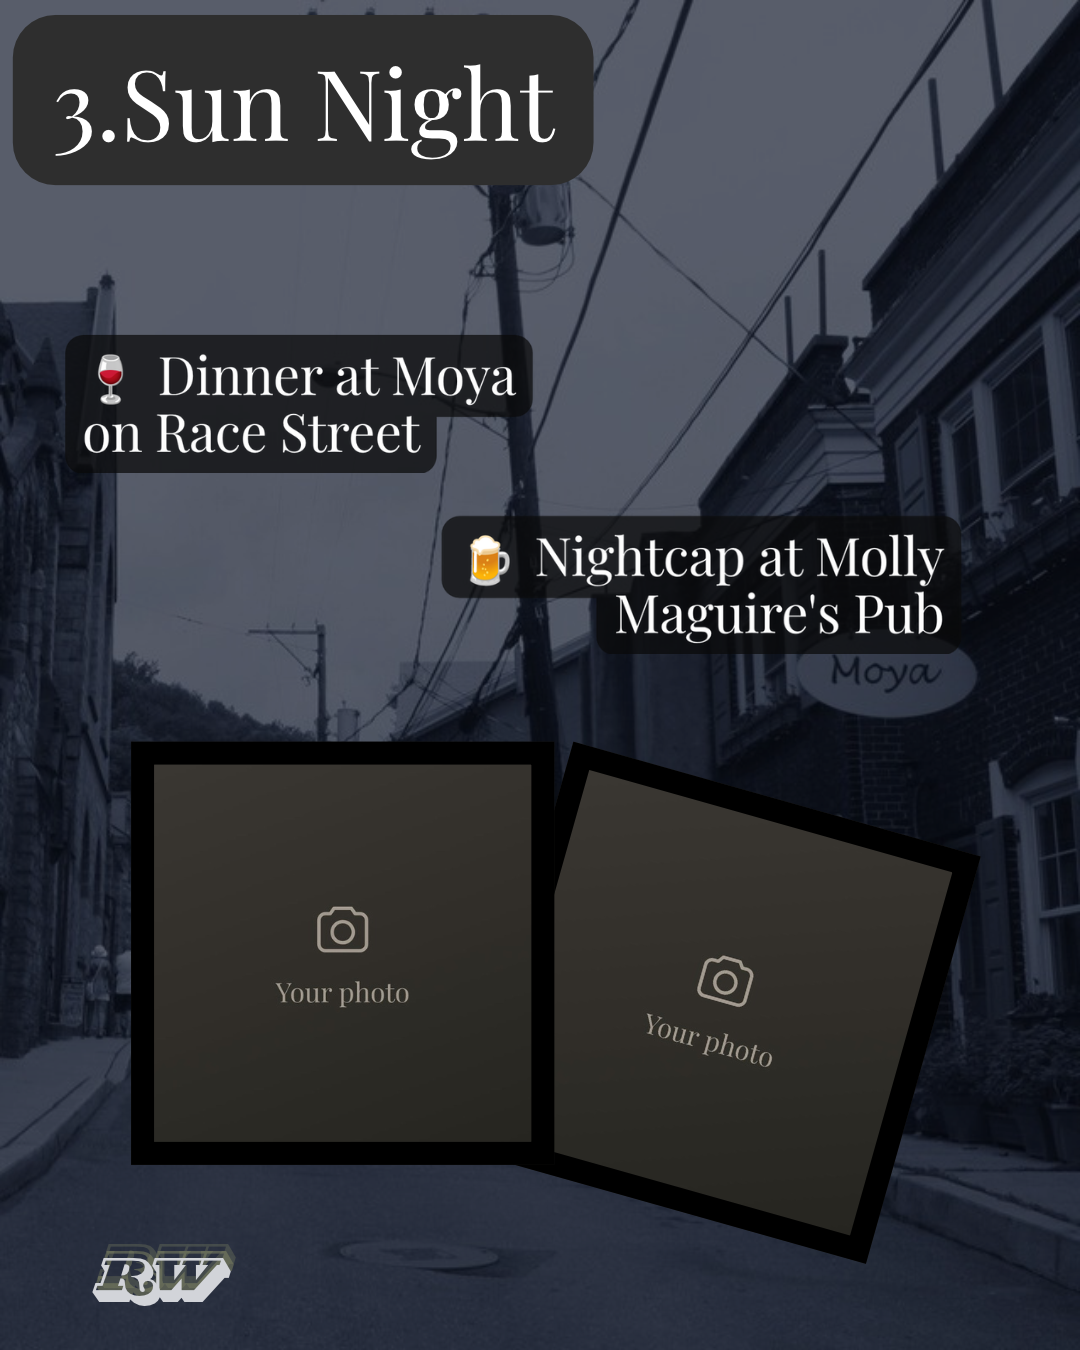 3.Sun Night
🍷 Dinner at Moya
on Race Street
🍺 Nightcap at Molly
Maguire's Pub
Moya
Your photo
Your photo
RW